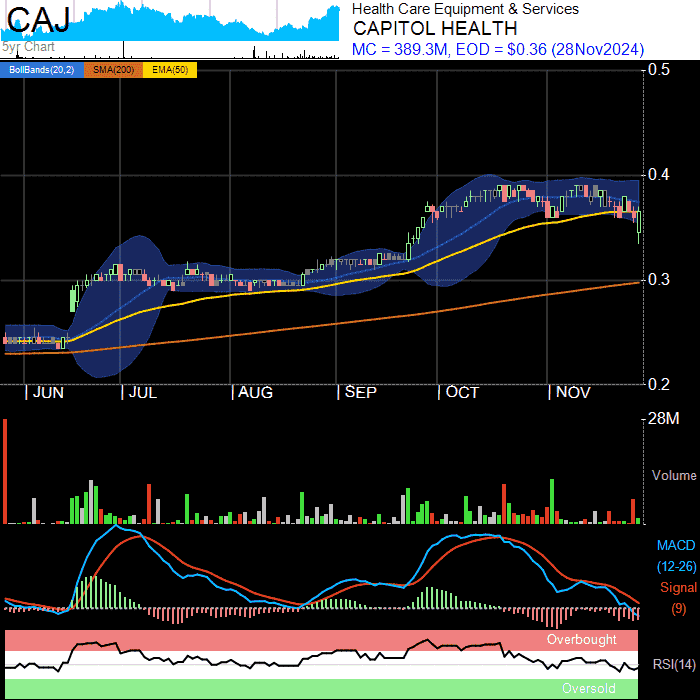 CAJ
5yr Chart
Health Care Equipment & Services
CAPITOL HEALTH
MC = 389.3M, EOD = $0.36 (28Nov2024)
BollBands(20,2) SMA(200) EMA(50)
0.5
0.4
0.3
0.2
JUN JUL AUG SEP OCT NOV
28M
Volume
MACD
(12-26)
Signal
(9)
Overbought
RSI(14)
Oversold